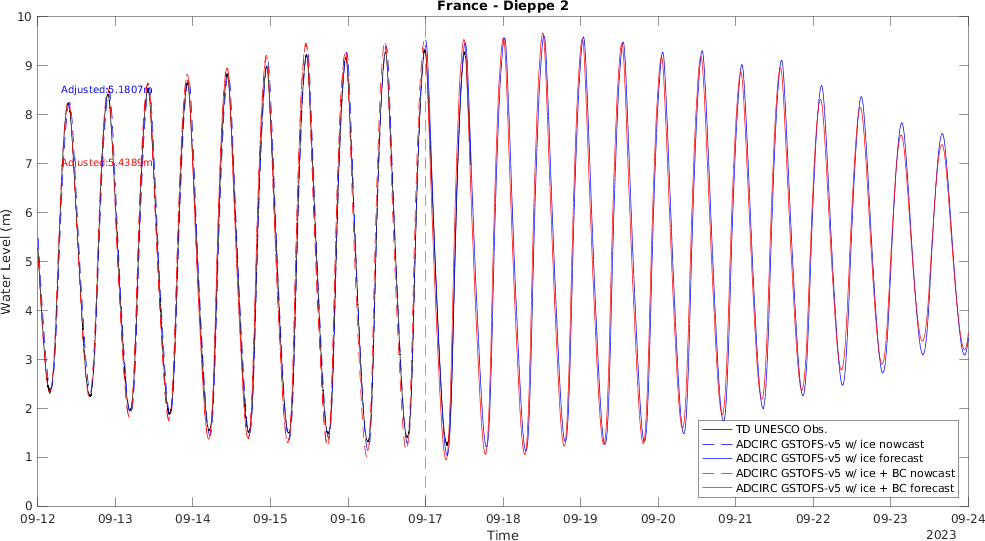 France - Dieppe 2
10
9
8
7
6
5
4
3
2
1
0
Water Level (m)
Adjusted:5.1807m
Adjusted:5.4389m
TD UNESCO Obs.
ADCIRC GSTOFS-v5 w/ ice nowcast
ADCIRC GSTOFS-v5 w/ ice forecast
ADCIRC GSTOFS-v5 w/ ice + BC nowcast
ADCIRC GSTOFS-v5 w/ ice + BC forecast
09-12 09-13 09-14 09-15 09-16 09-17 09-18 09-19 09-20 09-21 09-22 09-23 09-24
Time
2023